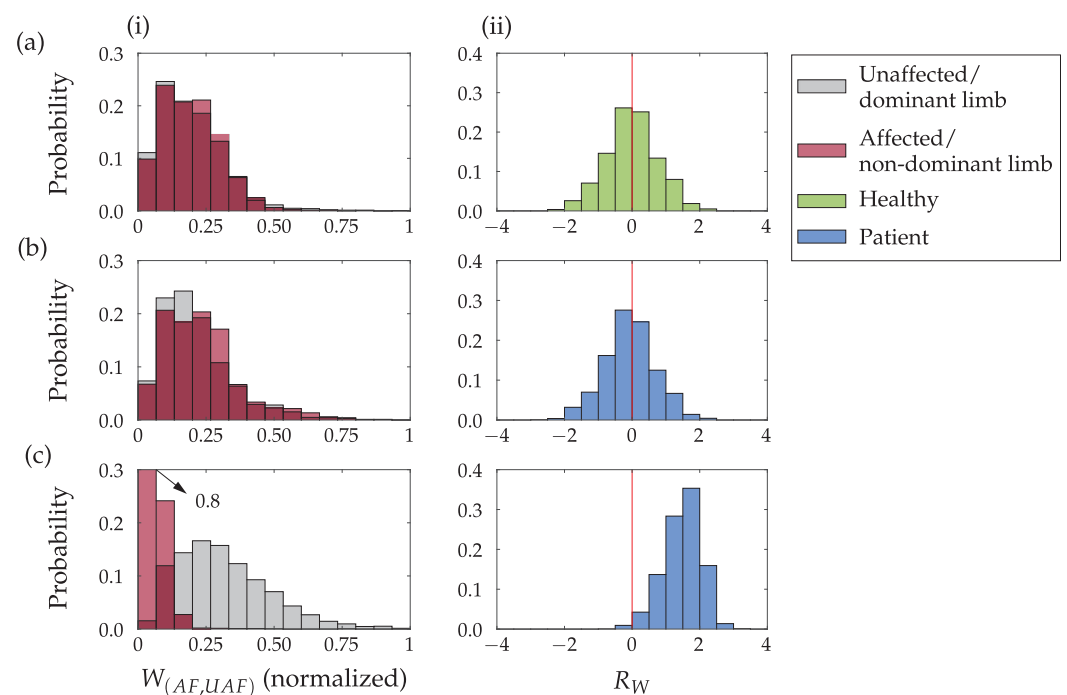 (i) (ii)
(a)
Probability
0.3
0.2
0.1
0.0
0 0.25 0.5 0.75 1
0.4
0.3
0.2
0.1
0.0
−4 −2 0 2 4
Unaffected/
dominant limb
Affected/
non-dominant limb
Healthy
Patient
(b)
Probability
0.3
0.2
0.1
0.0
0 0.25 0.5 0.75 1
0.4
0.3
0.2
0.1
0.0
−4 −2 0 2 4
(c)
Probability
0.3
0.2
0.1
0.0
0.8
0 0.25 0.5 0.75 1
W(AF,UAF) (normalized)
0.4
0.3
0.2
0.1
0.0
−4 −2 0 2 4
RW